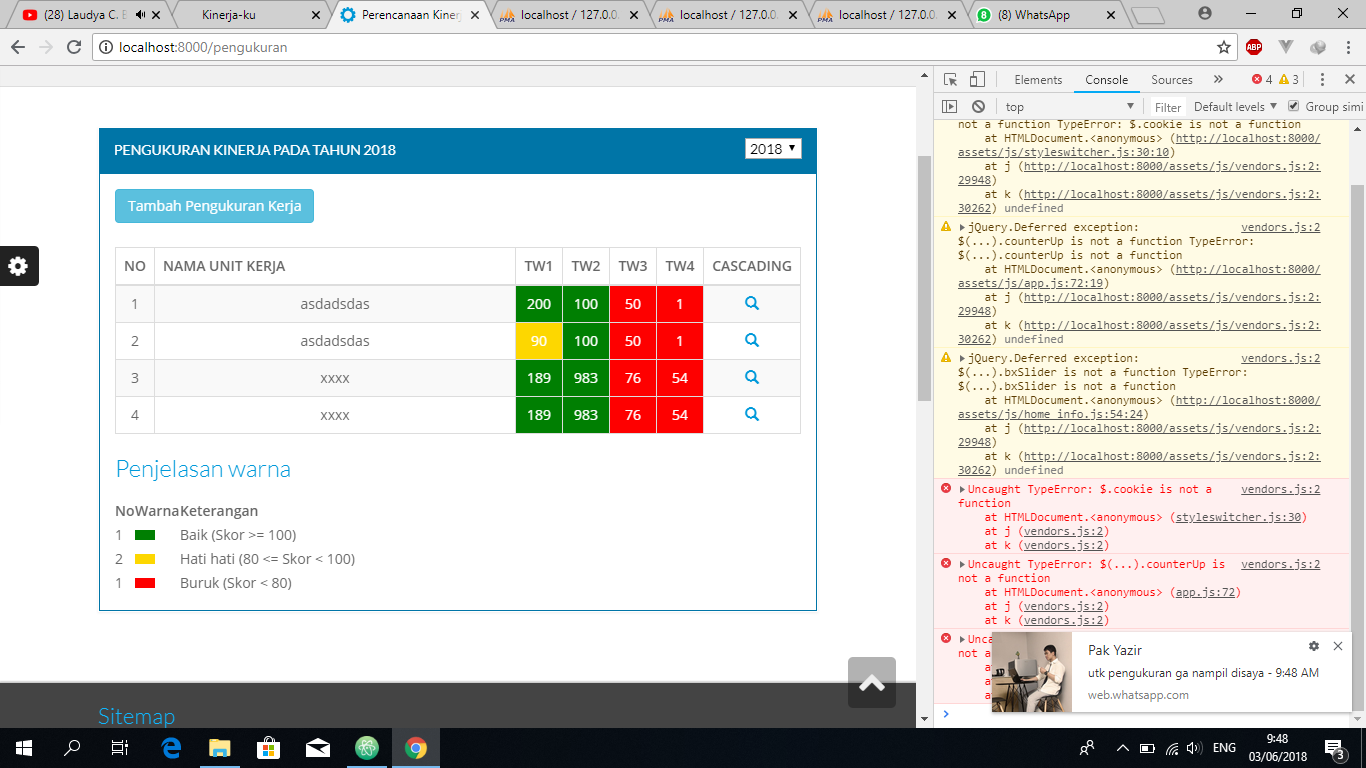 (28) Laudya C. B
Kinerja-ku
Perencanaan Kinerj
localhost / 127.0.0.
localhost / 127.0.0.
localhost / 127.0.0.
(8) WhatsApp
localhost:8000/pengukuran
ABP
PENGUKURAN KINERJA PADA TAHUN 2018
2018
Tambah Pengukuran Kerja
NO NAMA UNIT KERJA TW1 TW2 TW3 TW4 CASCADING
1 asdadsdas 200 100 50 1
2 asdadsdas 90 100 50 1
3 xxxx 189 983 76 54
4 xxxx 189 983 76 54
Penjelasan warna
NoWarnaKeterangan
1 Baik (Skor >= 100)
2 Hati hati (80 <= Skor < 100)
1 Buruk (Skor < 80)
Sitemap
Elements Console Sources » 4 3
top Filter Default levels Group simi
not a function TypeError: $.cookie is not a function
at HTMLDocument.<anonymous> (http://localhost:8000/
assets/js/styleswitcher.js:30:10)
at j (http://localhost:8000/assets/js/vendors.js:2:
29948)
at k (http://localhost:8000/assets/js/vendors.js:2:
30262) undefined
jQuery.Deferred exception: vendors.js:2
$(...).counterUp is not a function TypeError:
$(...).counterUp is not a function
at HTMLDocument.<anonymous> (http://localhost:8000/
assets/js/app.js:72:19)
at j (http://localhost:8000/assets/js/vendors.js:2:
29948)
at k (http://localhost:8000/assets/js/vendors.js:2:
30262) undefined
jQuery.Deferred exception: vendors.js:2
$(...).bxSlider is not a function TypeError:
$(...).bxSlider is not a function
at HTMLDocument.<anonymous> (http://localhost:8000/
assets/js/home_info.js:54:24)
at j (http://localhost:8000/assets/js/vendors.js:2:
29948)
at k (http://localhost:8000/assets/js/vendors.js:2:
30262) undefined
Uncaught TypeError: $.cookie is not a vendors.js:2
function
at HTMLDocument.<anonymous> (styleswitcher.js:30)
at j (vendors.js:2)
at k (vendors.js:2)
Uncaught TypeError: $(...).counterUp is vendors.js:2
not a function
at HTMLDocument.<anonymous> (app.js:72)
at j (vendors.js:2)
at k (vendors.js:2)
Unca
not a
Pak Yazir
utk pengukuran ga nampil disaya - 9:48 AM
web.whatsapp.com
ENG
9:48
03/06/2018
3